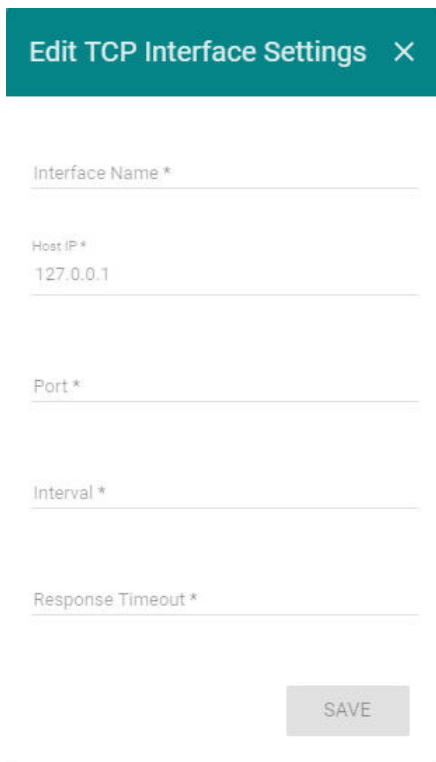 Edit TCP Interface Settings ×
Interface Name *
Host IP *
127.0.0.1
Port *
Interval *
Response Timeout *
SAVE